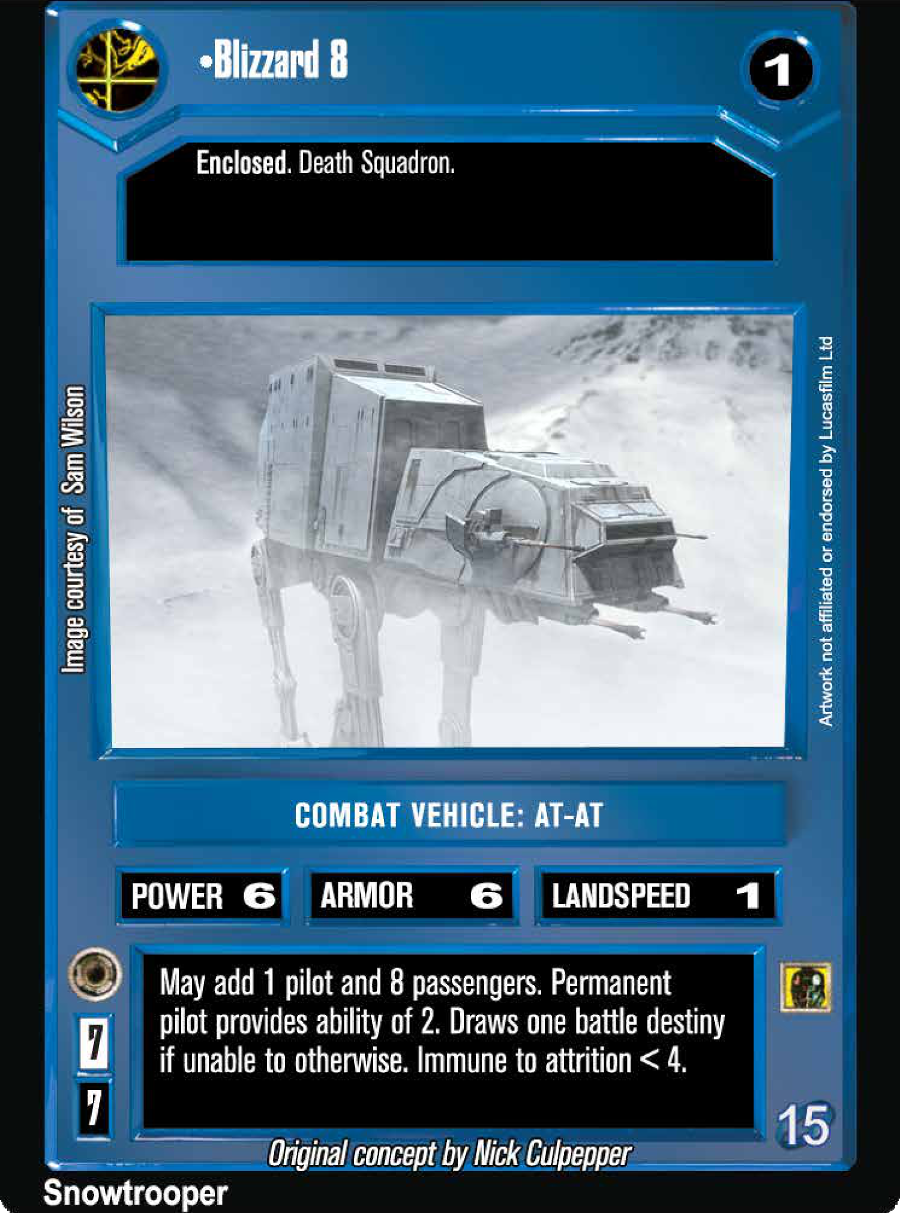 •Blizzard 8
1
Enclosed. Death Squadron.
Image courtesy of Sam Wilson
Artwork not affiliated or endorsed by Lucasfilm Ltd
COMBAT VEHICLE: AT-AT
POWER 6 ARMOR 6 LANDSPEED 1
May add 1 pilot and 8 passengers. Permanent
pilot provides ability of 2. Draws one battle destiny
if unable to otherwise. Immune to attrition < 4.
7
7
15
Original concept by Nick Culpepper
Snowtrooper